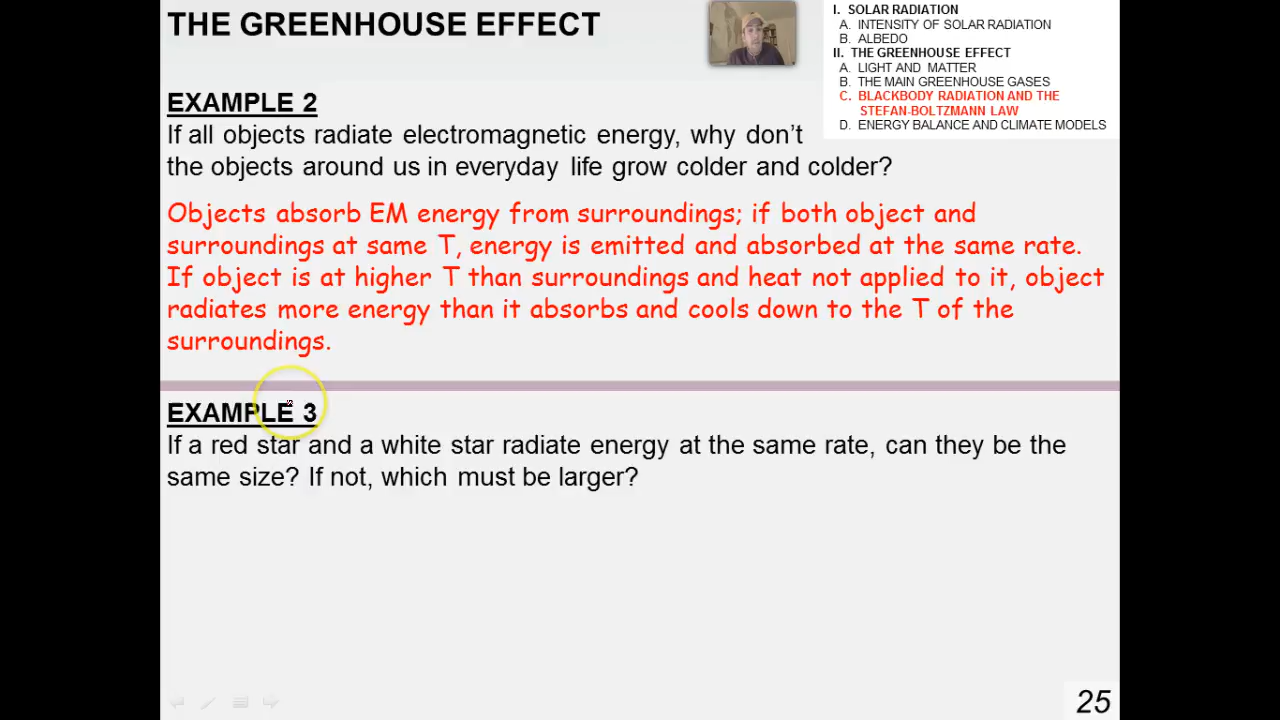 THE GREENHOUSE EFFECT
I. SOLAR RADIATION
A. INTENSITY OF SOLAR RADIATION
B. ALBEDO
II. THE GREENHOUSE EFFECT
A. LIGHT AND MATTER
B. THE MAIN GREENHOUSE GASES
C. BLACKBODY RADIATION AND THE
STEFAN-BOLTZMANN LAW
D. ENERGY BALANCE AND CLIMATE MODELS
EXAMPLE 2
If all objects radiate electromagnetic energy, why don’t
the objects around us in everyday life grow colder and colder?
Objects absorb EM energy from surroundings; if both object and
surroundings at same T, energy is emitted and absorbed at the same rate.
If object is at higher T than surroundings and heat not applied to it, object
radiates more energy than it absorbs and cools down to the T of the
surroundings.
EXAMPLE 3
If a red star and a white star radiate energy at the same rate, can they be the
same size? If not, which must be larger?
25